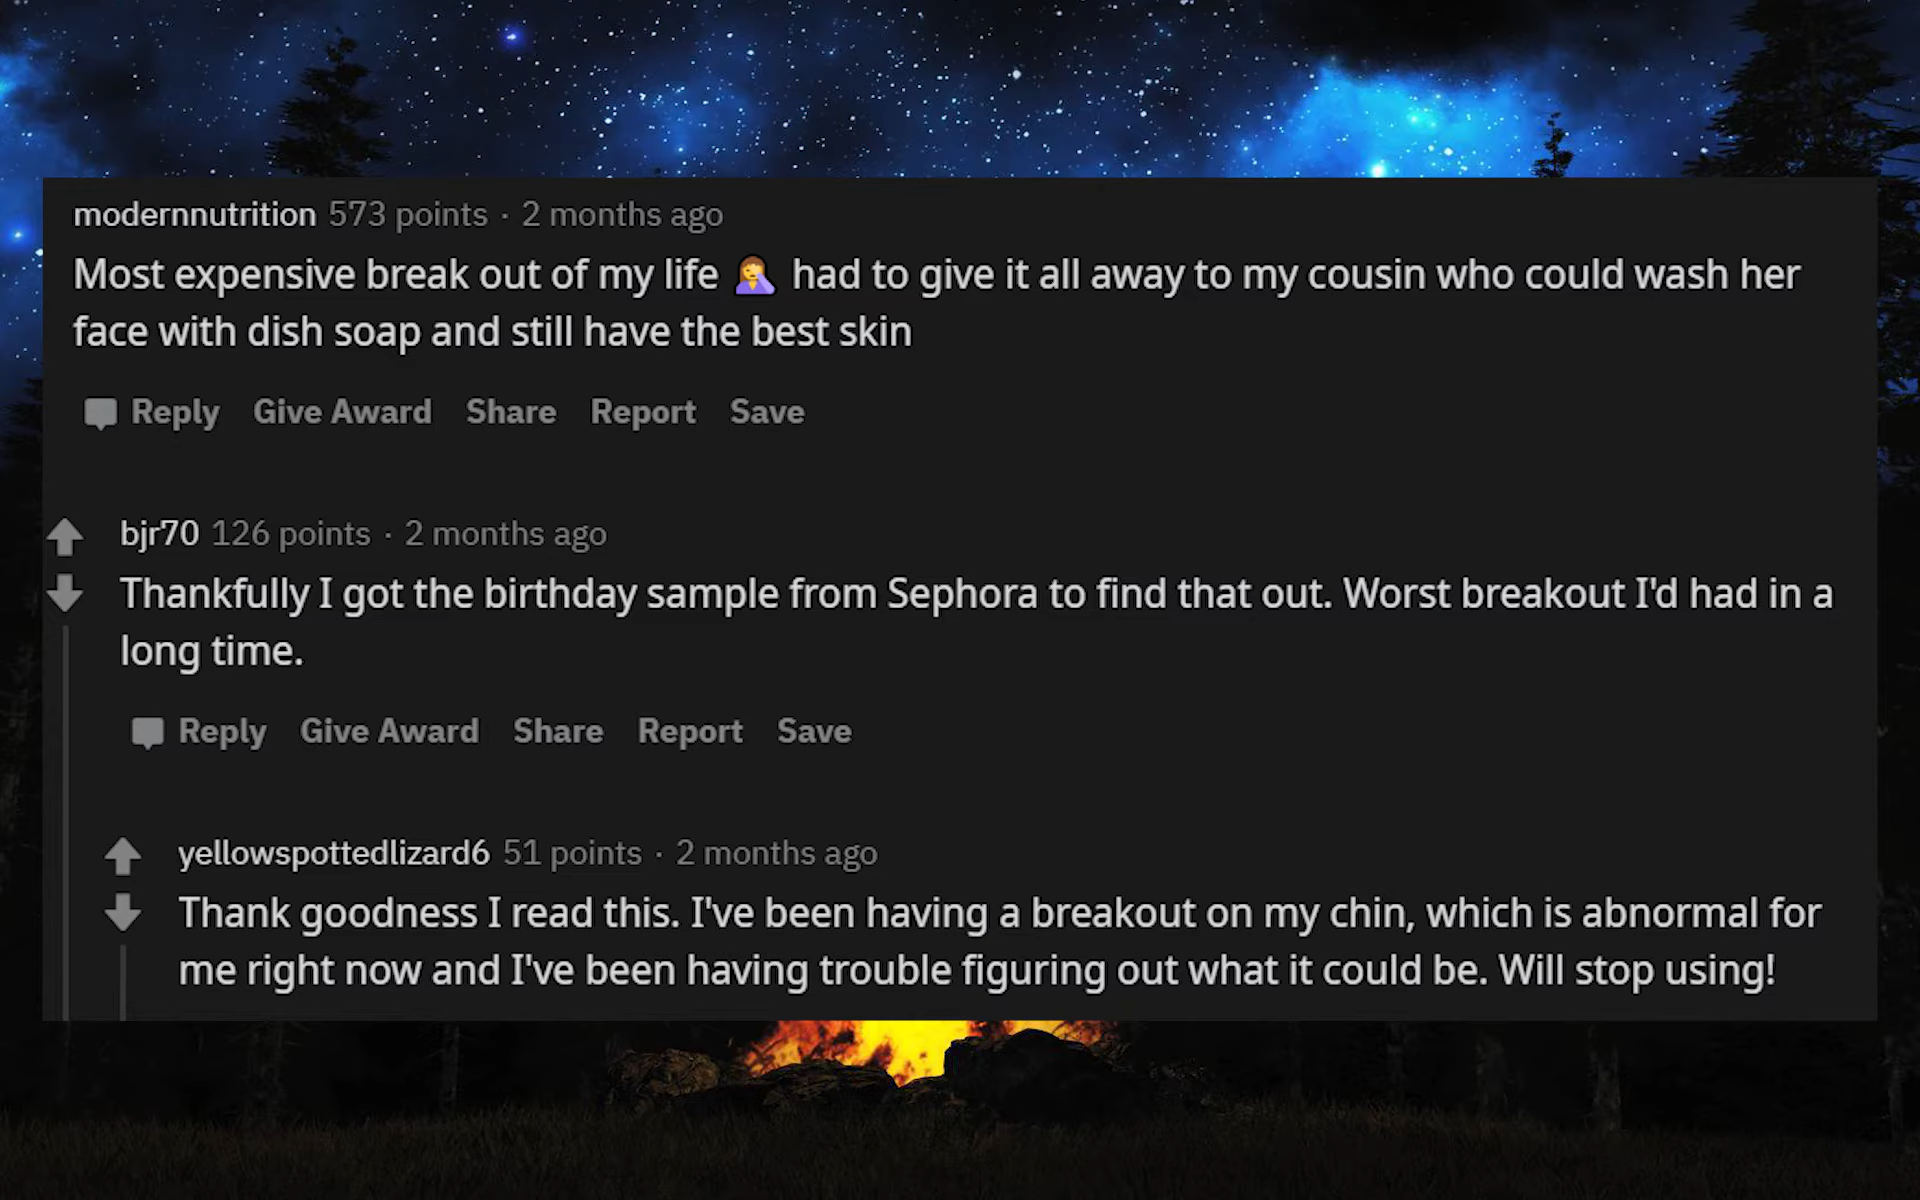 modernnutrition 573 points · 2 months ago
Most expensive break out of my life 🤦‍♀️ had to give it all away to my cousin who could wash her
face with dish soap and still have the best skin
Reply Give Award Share Report Save
bjr70 126 points · 2 months ago
Thankfully I got the birthday sample from Sephora to find that out. Worst breakout I'd had in a
long time.
Reply Give Award Share Report Save
yellowspottedlizard6 51 points · 2 months ago
Thank goodness I read this. I've been having a breakout on my chin, which is abnormal for
me right now and I've been having trouble figuring out what it could be. Will stop using!